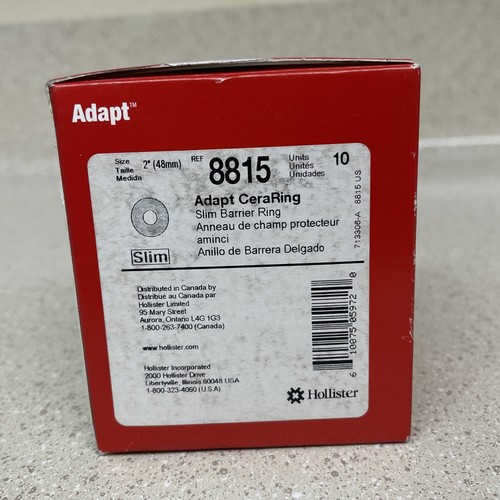 Adapt™
Size 2" (48mm) REF 8815 Units 10
Taille Unités
Medida Unidades
Adapt CeraRing
Slim Barrier Ring
Anneau de champ protecteur
aminci
Anillo de Barrera Delgado
Slim
Distributed in Canada by
Distribué au Canada par
Hollister Limited
95 Mary Street
Aurora, Ontario L4G 1G3
1-800-263-7400 (Canada)
www.hollister.com
Hollister Incorporated
2000 Hollister Drive
Libertyville, Illinois 60048 USA
1-800-323-4060 (U.S.A)
713306-A 8815 US
6 10075 05972 0
Hollister